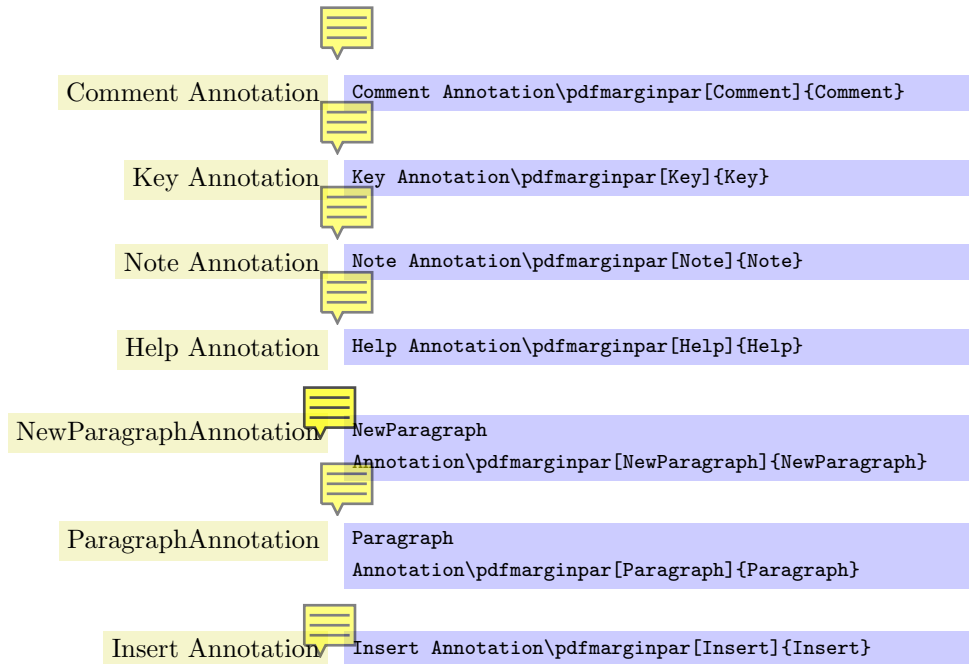 Comment Annotation Comment Annotation\pdfmarginpar[Comment]{Comment}
Key Annotation Key Annotation\pdfmarginpar[Key]{Key}
Note Annotation Note Annotation\pdfmarginpar[Note]{Note}
Help Annotation Help Annotation\pdfmarginpar[Help]{Help}
NewParagraphAnnotation NewParagraph
Annotation\pdfmarginpar[NewParagraph]{NewParagraph}
ParagraphAnnotation Paragraph
Annotation\pdfmarginpar[Paragraph]{Paragraph}
Insert Annotation Insert Annotation\pdfmarginpar[Insert]{Insert}